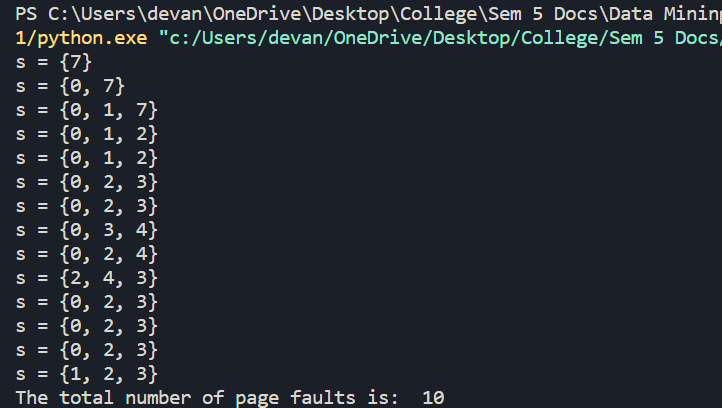 PS C:\Users\devan\OneDrive\Desktop\College\Sem 5 Docs\Data Mining
1/python.exe "c:/Users/devan/OneDrive/Desktop/College/Sem 5 Docs/
s = {7}
s = {0, 7}
s = {0, 1, 7}
s = {0, 1, 2}
s = {0, 1, 2}
s = {0, 2, 3}
s = {0, 2, 3}
s = {0, 3, 4}
s = {0, 2, 4}
s = {2, 4, 3}
s = {0, 2, 3}
s = {0, 2, 3}
s = {0, 2, 3}
s = {1, 2, 3}
The total number of page faults is:  10